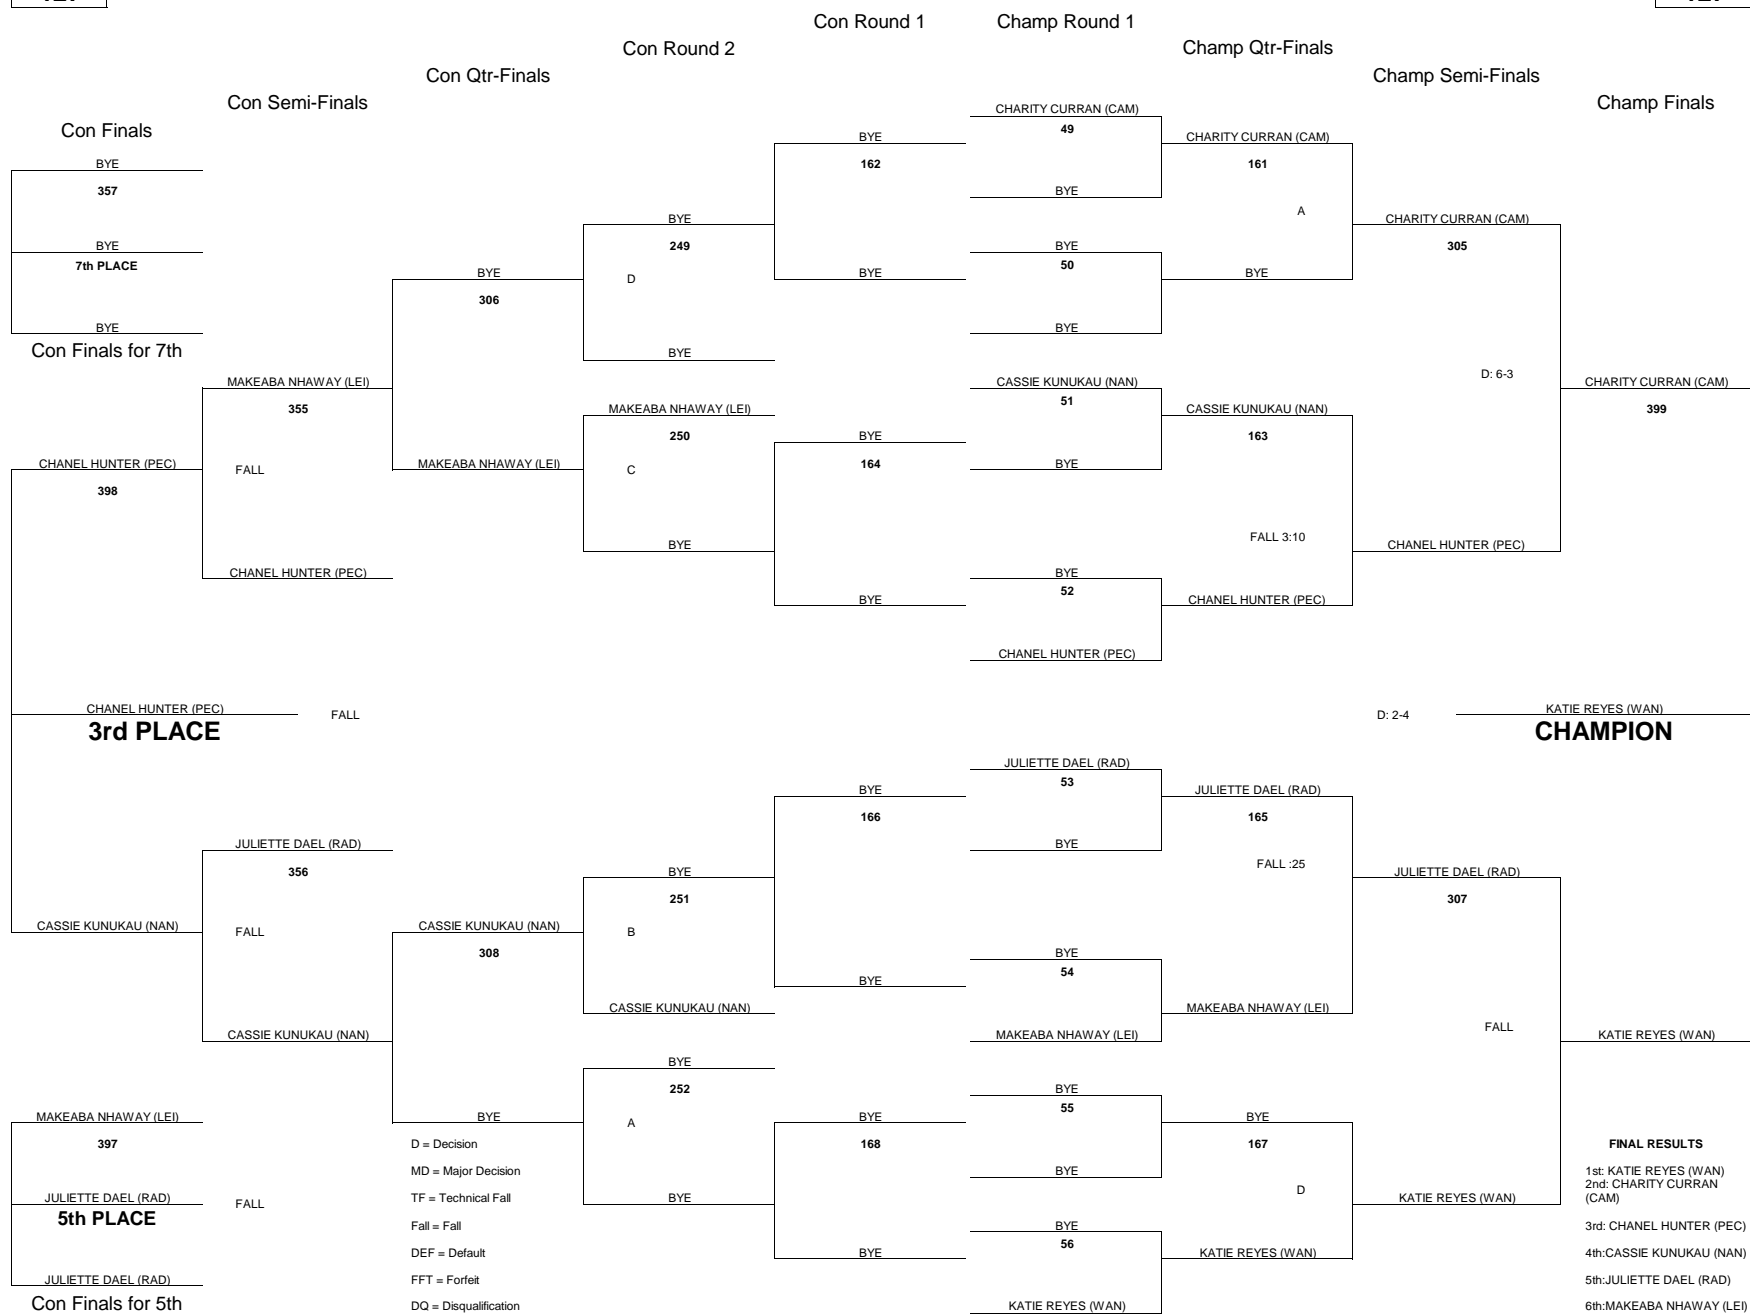 Con Round 1
Champ Round 1
Con Round 2
Champ Qtr-Finals
Con Qtr-Finals
Champ Semi-Finals
Con Semi-Finals
Champ Finals
Con Finals
BYE
357
BYE
7th PLACE
BYE
Con Finals for 7th
CHANEL HUNTER (PEC)
398
CHANEL HUNTER (PEC)
3rd PLACE
FALL
CASSIE KUNUKAU (NAN)
MAKEABA NHAWAY (LEI)
397
JULIETTE DAEL (RAD)
5th PLACE
FALL
JULIETTE DAEL (RAD)
Con Finals for 5th
MAKEABA NHAWAY (LEI)
355
FALL
CHANEL HUNTER (PEC)
JULIETTE DAEL (RAD)
356
FALL
CASSIE KUNUKAU (NAN)
BYE
306
MAKEABA NHAWAY (LEI)
CASSIE KUNUKAU (NAN)
308
BYE
D = Decision
MD = Major Decision
TF = Technical Fall
Fall = Fall
DEF = Default
FFT = Forfeit
DQ = Disqualification
BYE
249
D
BYE
MAKEABA NHAWAY (LEI)
250
C
BYE
BYE
251
B
CASSIE KUNUKAU (NAN)
BYE
252
A
BYE
BYE
162
BYE
BYE
164
BYE
BYE
166
BYE
BYE
168
BYE
CHARITY CURRAN (CAM)
49
BYE
BYE
50
BYE
CASSIE KUNUKAU (NAN)
51
BYE
BYE
52
CHANEL HUNTER (PEC)
JULIETTE DAEL (RAD)
53
BYE
BYE
54
MAKEABA NHAWAY (LEI)
BYE
55
BYE
BYE
56
KATIE REYES (WAN)
CHARITY CURRAN (CAM)
161
A
BYE
CASSIE KUNUKAU (NAN)
163
FALL 3:10
CHANEL HUNTER (PEC)
JULIETTE DAEL (RAD)
165
FALL :25
MAKEABA NHAWAY (LEI)
BYE
167
D
KATIE REYES (WAN)
CHARITY CURRAN (CAM)
305
D: 6-3
CHANEL HUNTER (PEC)
JULIETTE DAEL (RAD)
307
FALL
KATIE REYES (WAN)
CHARITY CURRAN (CAM)
399
D: 2-4
KATIE REYES (WAN)
CHAMPION
KATIE REYES (WAN)
FINAL RESULTS
1st: KATIE REYES (WAN)
2nd: CHARITY CURRAN
(CAM)
3rd: CHANEL HUNTER (PEC)
4th:CASSIE KUNUKAU (NAN)
5th:JULIETTE DAEL (RAD)
6th:MAKEABA NHAWAY (LEI)